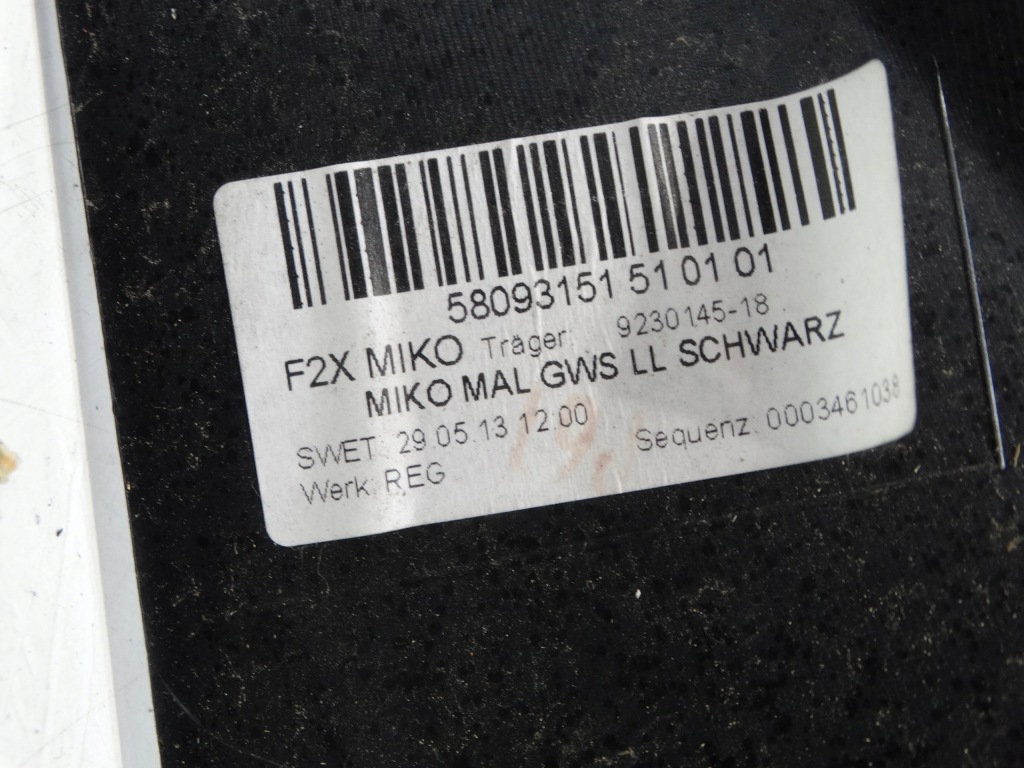 58093151 51 01 01
F2X MIKO Träger: 9230145-18
MIKO MAL GWS LL SCHWARZ
SWET: 29.05.13 12:00 Sequenz: 0003461038
Werk: REG